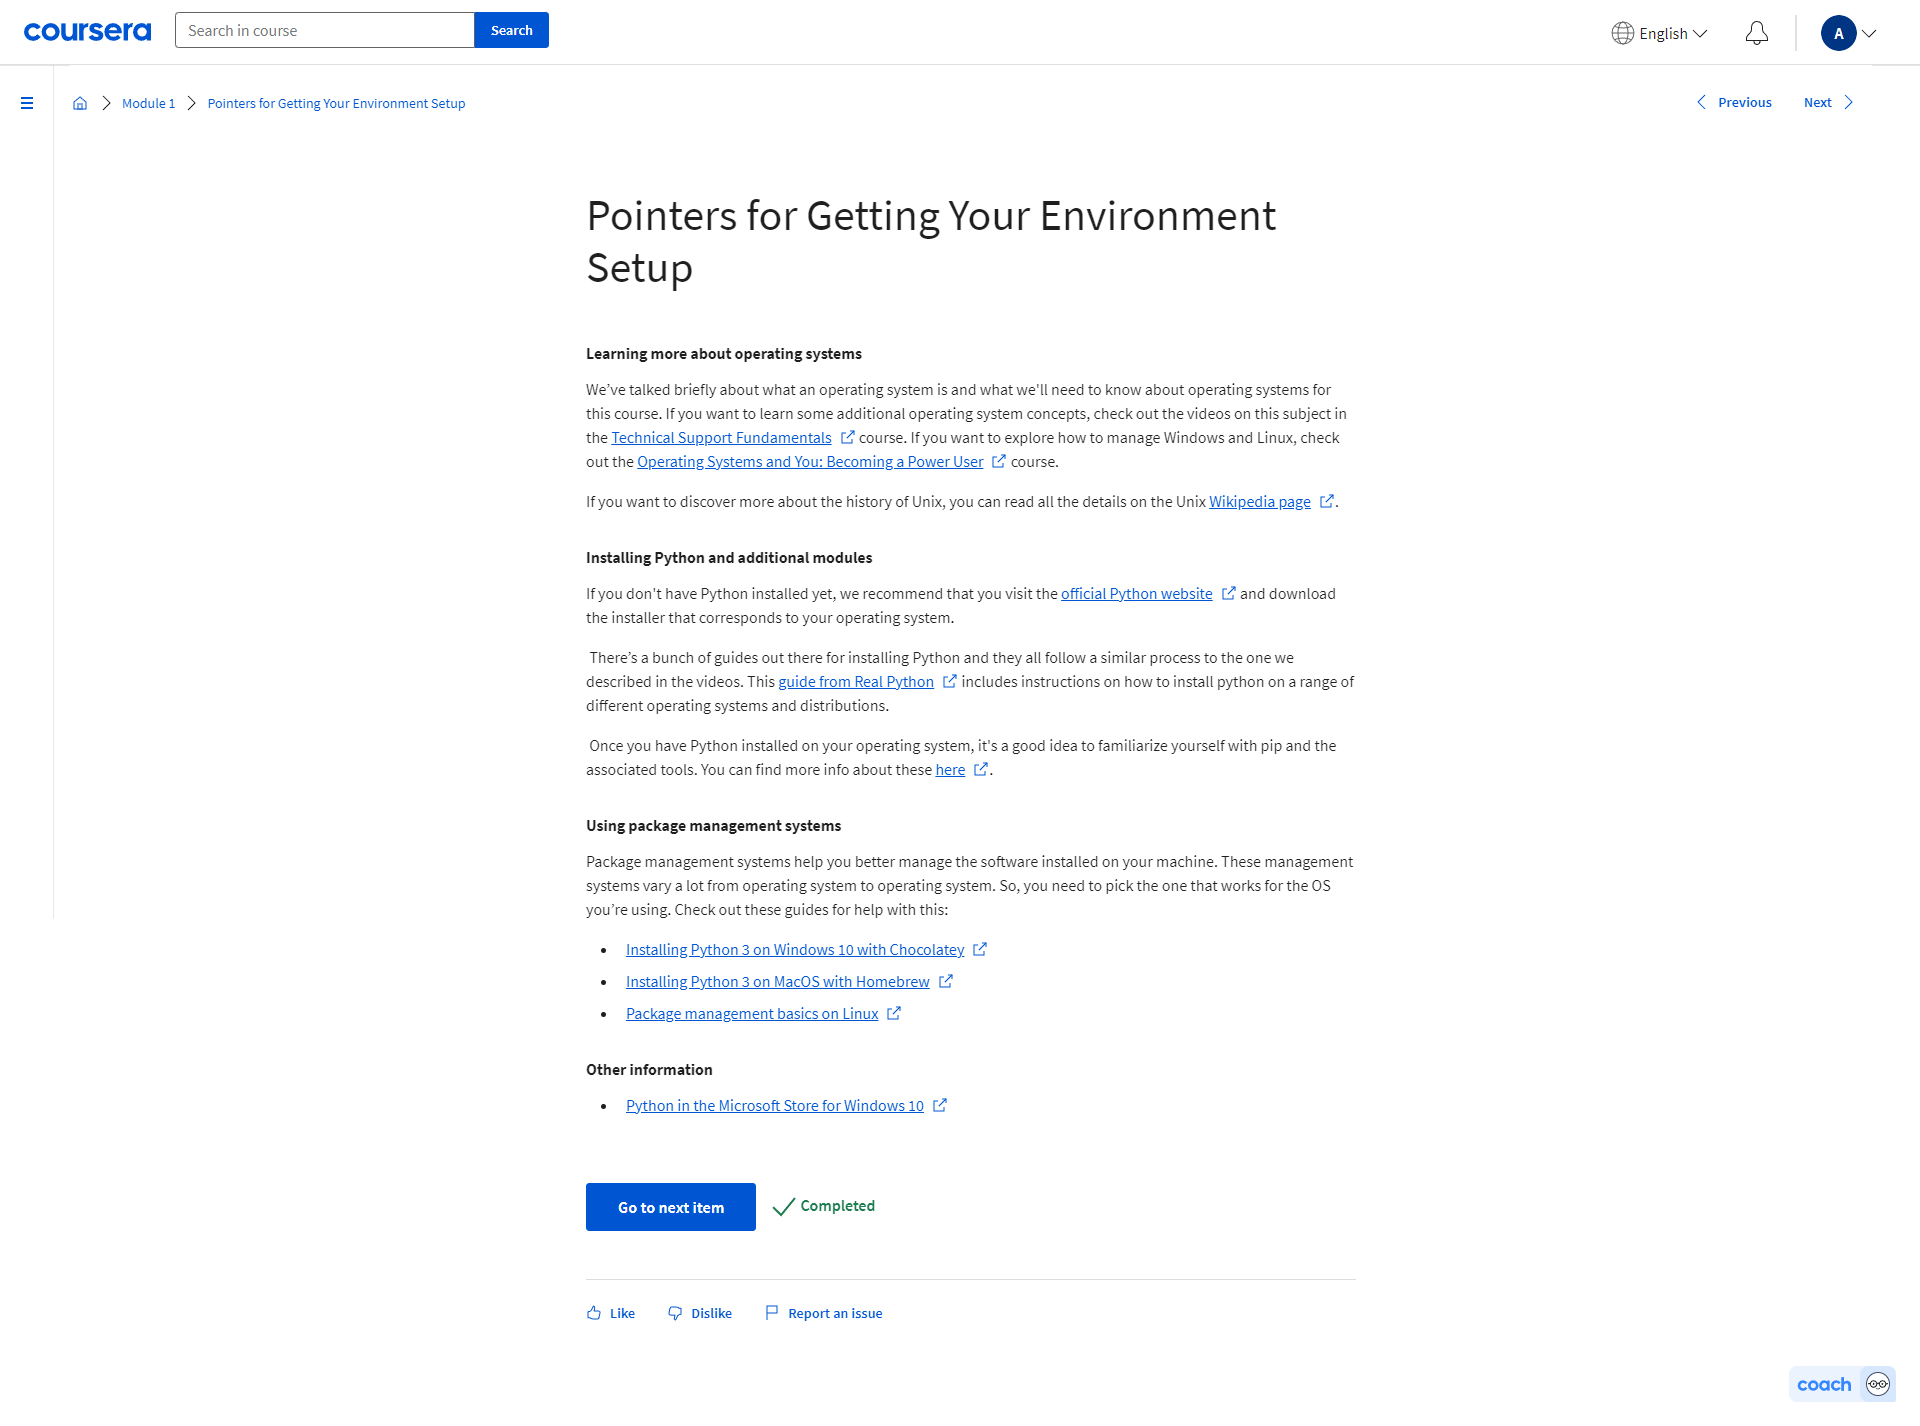 coursera
Search in course
Search
English
A
Module 1
Pointers for Getting Your Environment Setup
Previous
Next
Pointers for Getting Your Environment
Setup
Learning more about operating systems
We’ve talked briefly about what an operating system is and what we'll need to know about operating systems for
this course. If you want to learn some additional operating system concepts, check out the videos on this subject in
the Technical Support Fundamentals course. If you want to explore how to manage Windows and Linux, check
out the Operating Systems and You: Becoming a Power User course.
If you want to discover more about the history of Unix, you can read all the details on the Unix Wikipedia page.
Installing Python and additional modules
If you don't have Python installed yet, we recommend that you visit the official Python website and download
the installer that corresponds to your operating system.
There’s a bunch of guides out there for installing Python and they all follow a similar process to the one we
described in the videos. This guide from Real Python includes instructions on how to install python on a range of
different operating systems and distributions.
Once you have Python installed on your operating system, it's a good idea to familiarize yourself with pip and the
associated tools. You can find more info about these here.
Using package management systems
Package management systems help you better manage the software installed on your machine. These management
systems vary a lot from operating system to operating system. So, you need to pick the one that works for the OS
you’re using. Check out these guides for help with this:
Installing Python 3 on Windows 10 with Chocolatey
Installing Python 3 on MacOS with Homebrew
Package management basics on Linux
Other information
Python in the Microsoft Store for Windows 10
Go to next item
Completed
Like
Dislike
Report an issue
coach